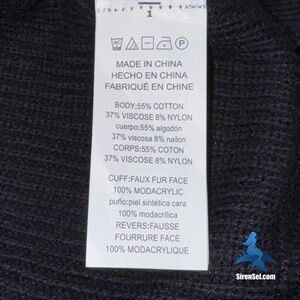 1
P
MADE IN CHINA
HECHO EN CHINA
FABRIQUÉ EN CHINE
BODY:55% COTTON
37% VISCOSE 8% NYLON
cuerpo:55% algodón
37% viscosa 8% nailon
CORPS:55% COTON
37% VISCOSE 8% NYLON
CUFF:FAUX FUR FACE
100% MODACRYLIC
puño:piel sintética cara
100% modacrílica
REVERS:FAUSSE
FOURRURE FACE
100% MODACRYLIQUE
SirenSel.com